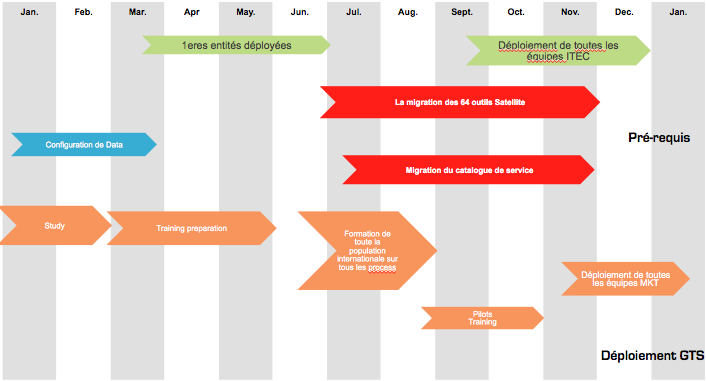 Jan. Feb. Mar. Apr May. Jun. Jul. Aug. Sept. Oct. Nov. Dec. Jan.
1eres entités déployées
Déploiement de toutes les
équipes ITEC
La migration des 64 outils Satellite
Pré-requis
Configuration de Data
Migration du catalogue de service
Study
Training preparation
Formation de
toute la
population
internationale sur
tous les process
Déploiement de toutes
les équipes MKT
Pilots
Training
Déploiement GTS